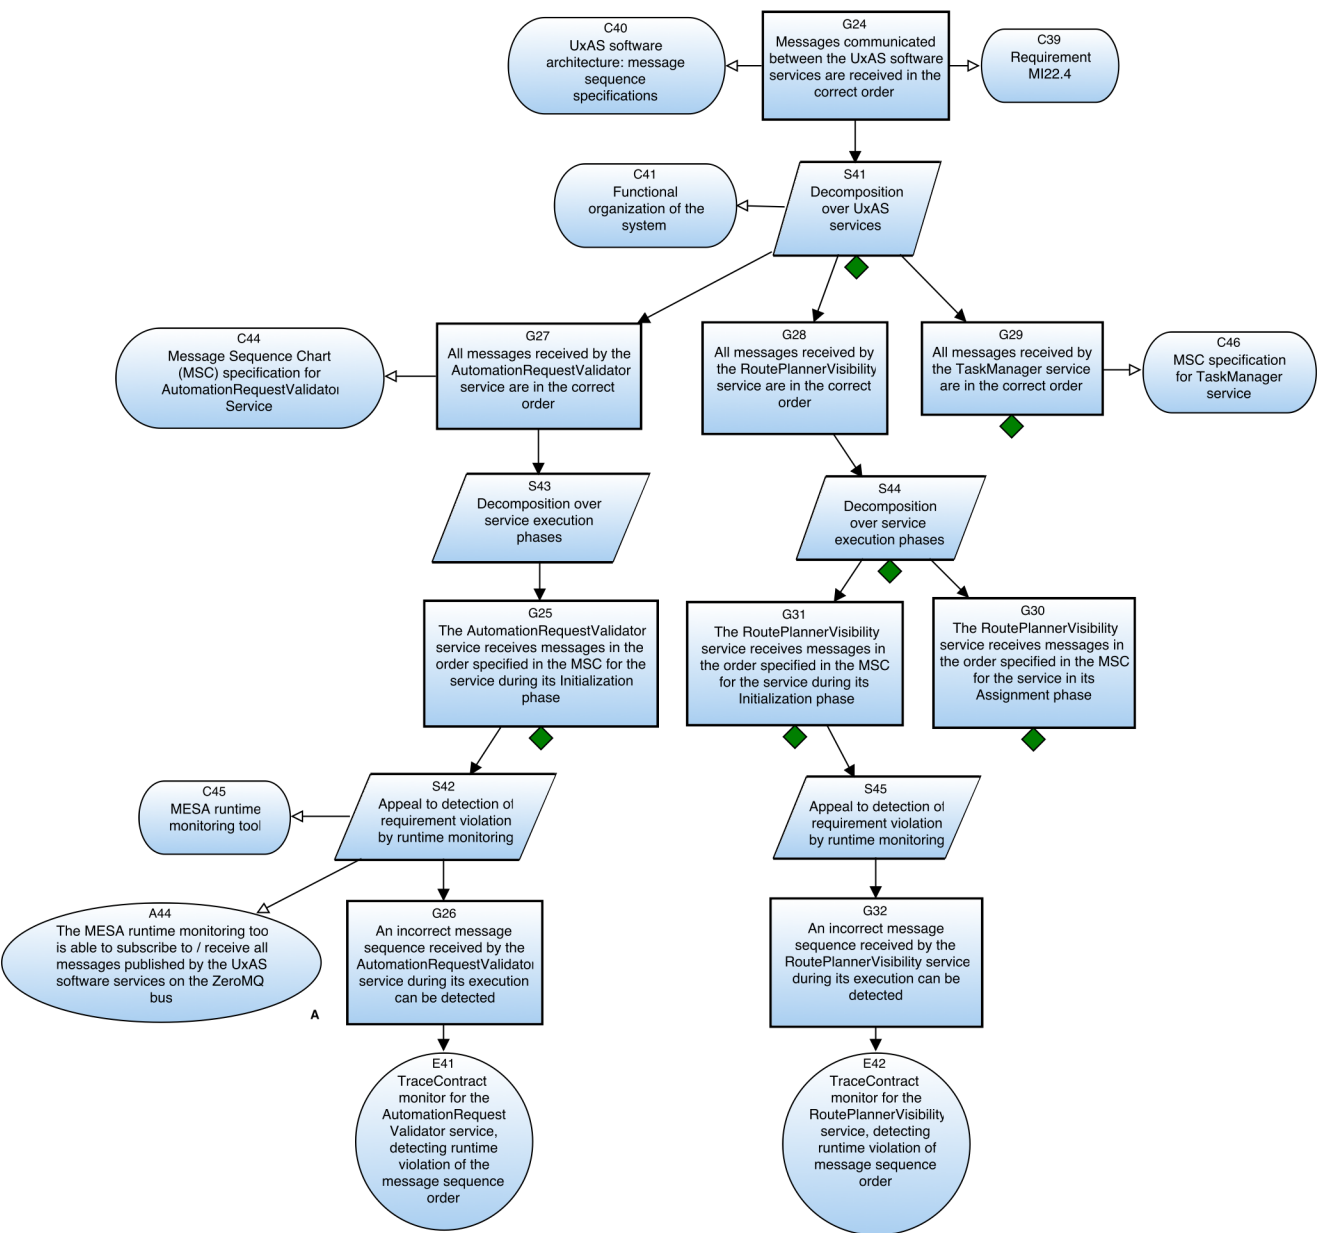 C40
UxAS software
architecture: message
sequence
specifications
G24
Messages communicated
between the UxAS software
services are received in the
correct order
C39
Requirement
MI22.4
C41
Functional
organization of the
system
S41
Decomposition
over UxAS
services
C44
Message Sequence Chart
(MSC) specification for
AutomationRequestValidator
Service
G27
All messages received by the
AutomationRequestValidator
service are in the correct
order
G28
All messages received by
the RoutePlannerVisibility
service are in the correct
order
G29
All messages received by
the TaskManager service
are in the correct order
C46
MSC specification
for TaskManager
service
S43
Decomposition over
service execution
phases
S44
Decomposition
over service
execution phases
G25
The AutomationRequestValidator
service receives messages in the
order specified in the MSC for the
service during its Initialization
phase
G31
The RoutePlannerVisibility
service receives messages in
the order specified in the MSC
for the service during its
Initialization phase
G30
The RoutePlannerVisibility
service receives messages in
the order specified in the MSC
for the service in its
Assignment phase
C45
MESA runtime
monitoring tool
S42
Appeal to detection of
requirement violation
by runtime monitoring
S45
Appeal to detection of
requirement violation
by runtime monitoring
A44
The MESA runtime monitoring too
is able to subscribe to / receive all
messages published by the UxAS
software services on the ZeroMQ
bus
A
G26
An incorrect message
sequence received by the
AutomationRequestValidator
service during its execution
can be detected
G32
An incorrect message
sequence received by the
RoutePlannerVisibility service
during its execution can be
detected
E41
TraceContract
monitor for the
AutomationRequest
Validator service,
detecting runtime
violation of the
message sequence
order
E42
TraceContract
monitor for the
RoutePlannerVisibility
service, detecting
runtime violation of
message sequence
order